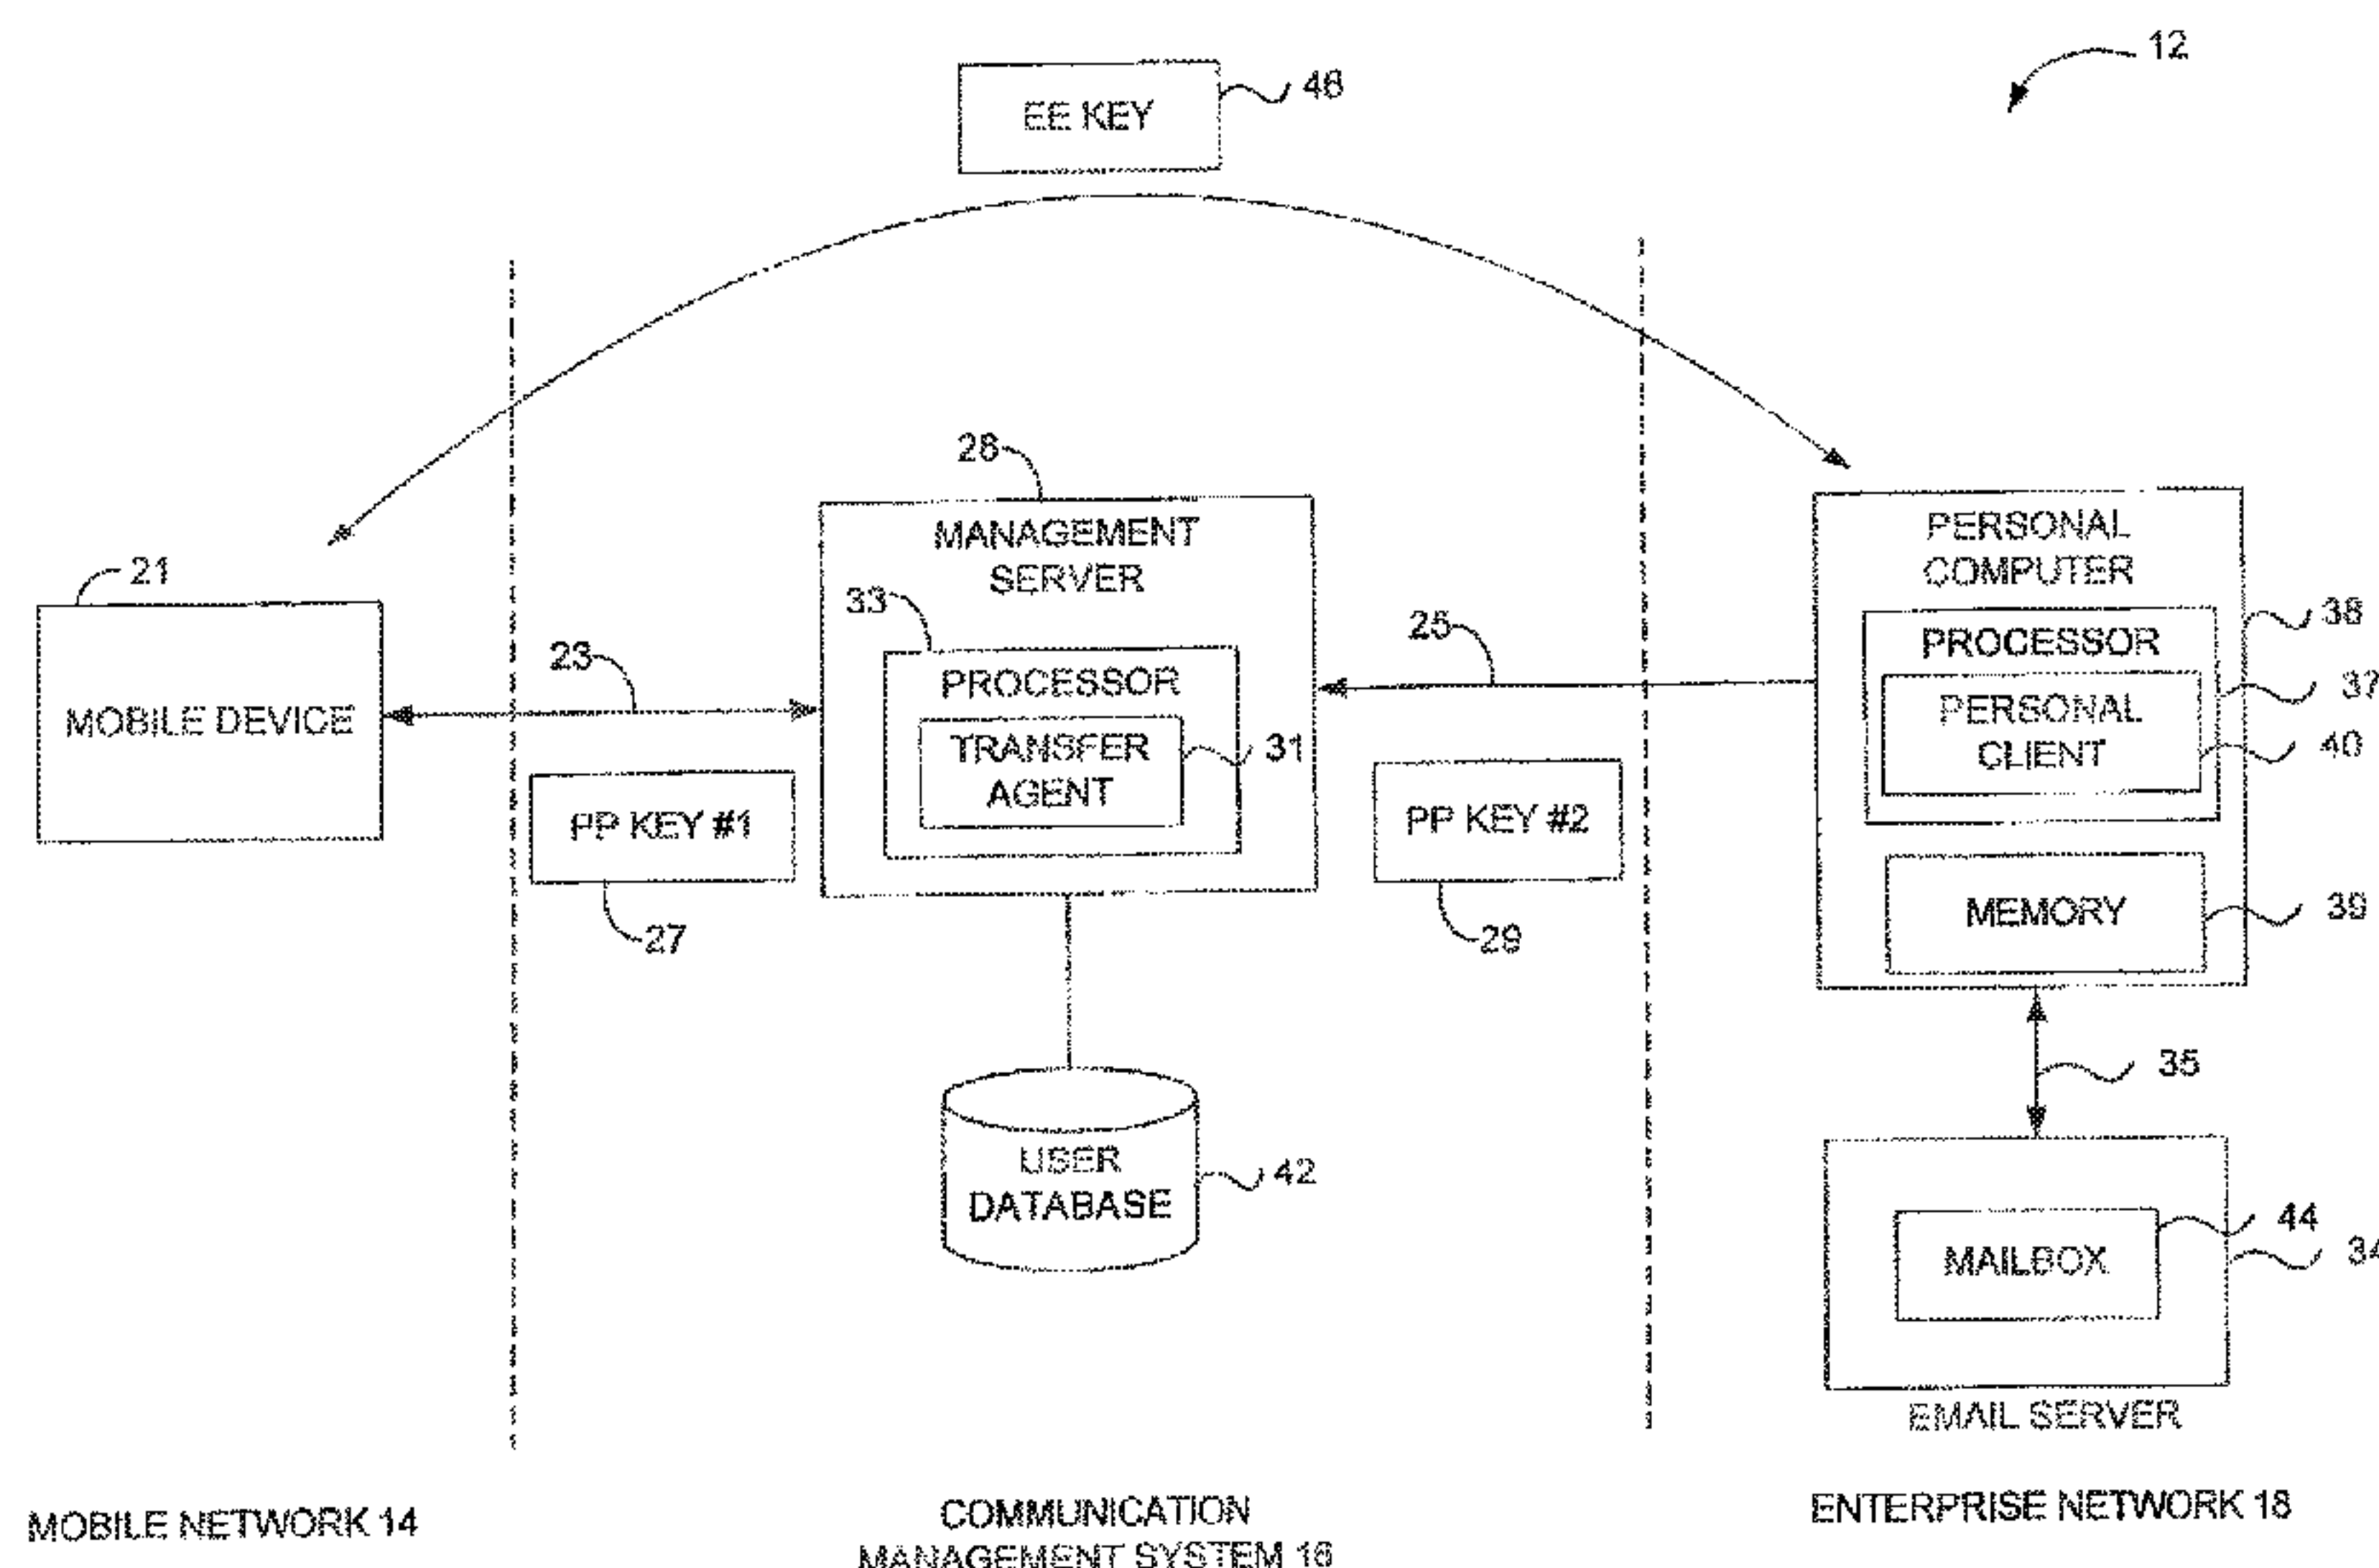 12
EE KEY
46
28
MANAGEMENT
SERVER
33
PROCESSOR
TRANSFER
AGENT
31
21
MOBILE DEVICE
23
PP KEY #1
27
25
PP KEY #2
29
PERSONAL
COMPUTER
38
PROCESSOR
37
PERSONAL
CLIENT
40
MEMORY
39
35
USER
DATABASE
42
44
MAILBOX
34
EMAIL SERVER
MOBILE NETWORK 14
COMMUNICATION
MANAGEMENT SYSTEM 16
ENTERPRISE NETWORK 18